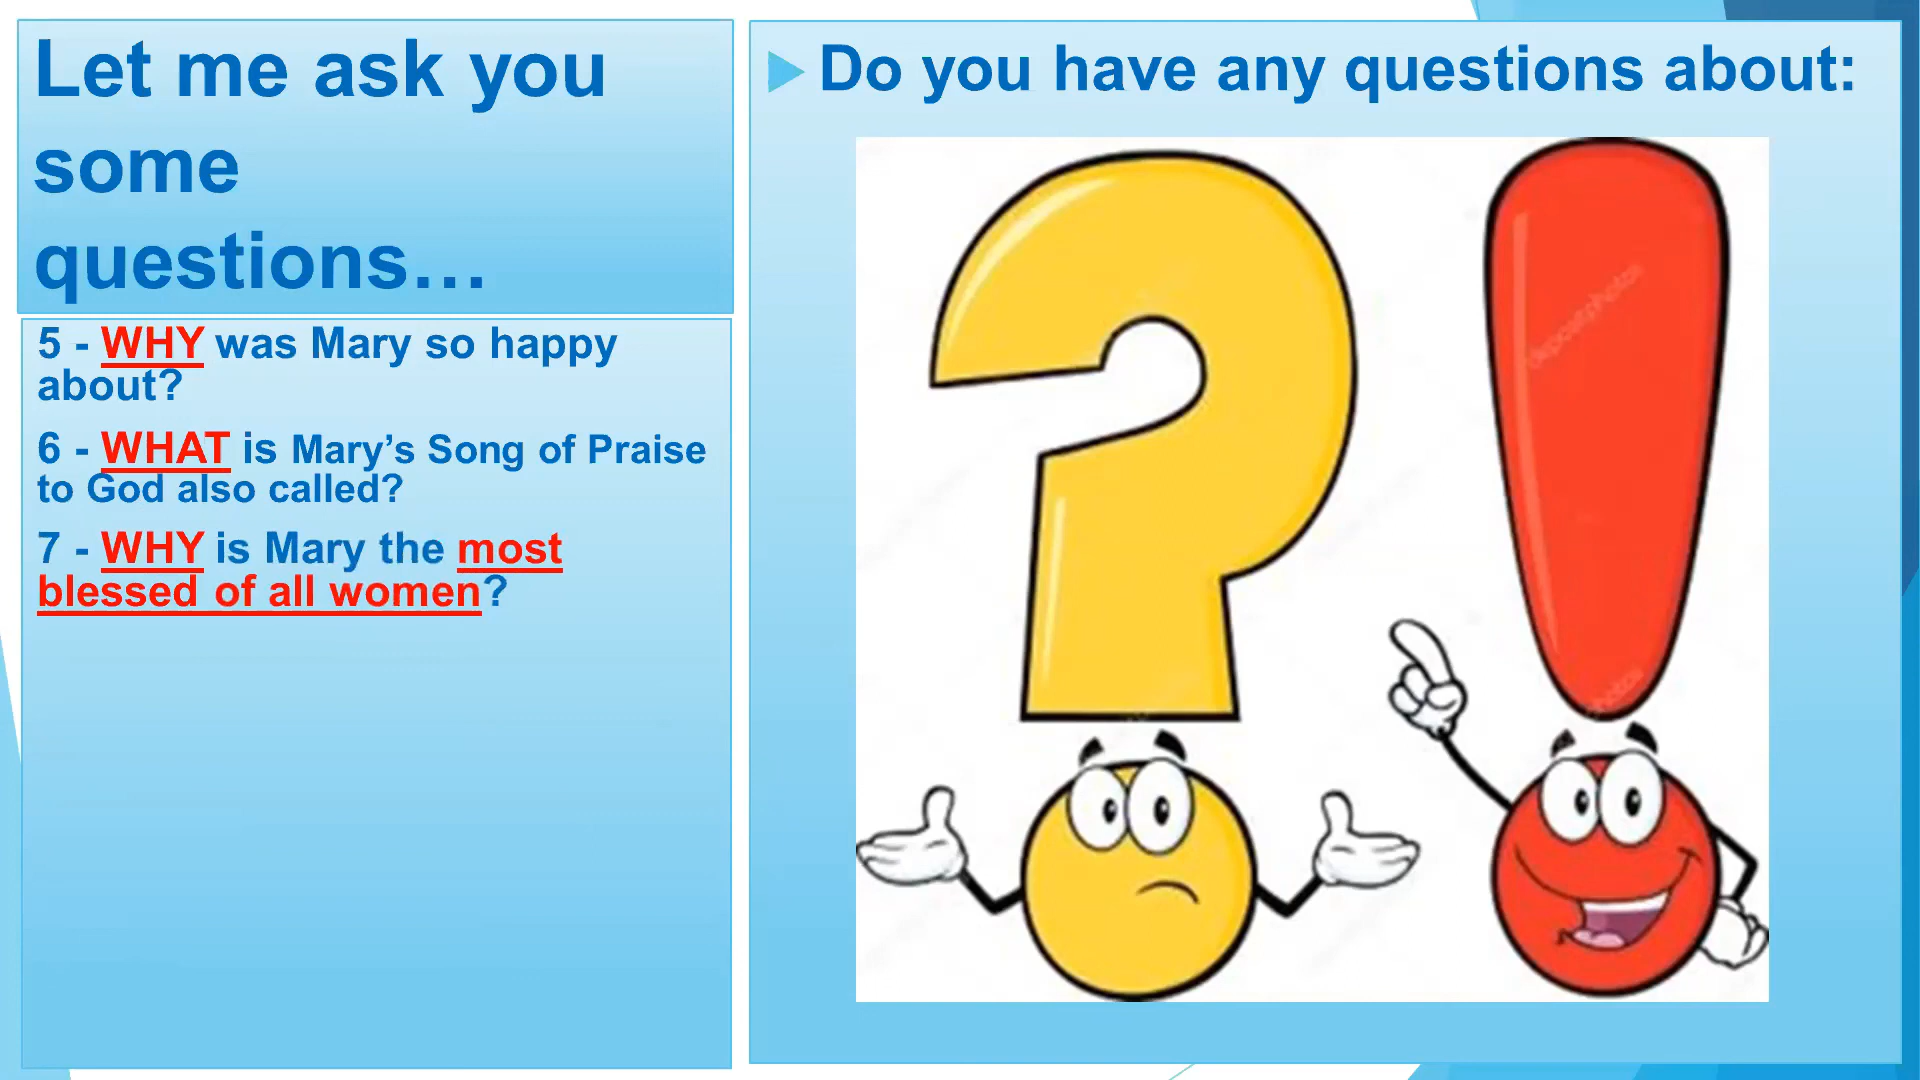 Let me ask you
some
questions…
5 - WHY was Mary so happy
about?
6 - WHAT is Mary’s Song of Praise
to God also called?
7 - WHY is Mary the most
blessed of all women?
Do you have any questions about:
depositphotos